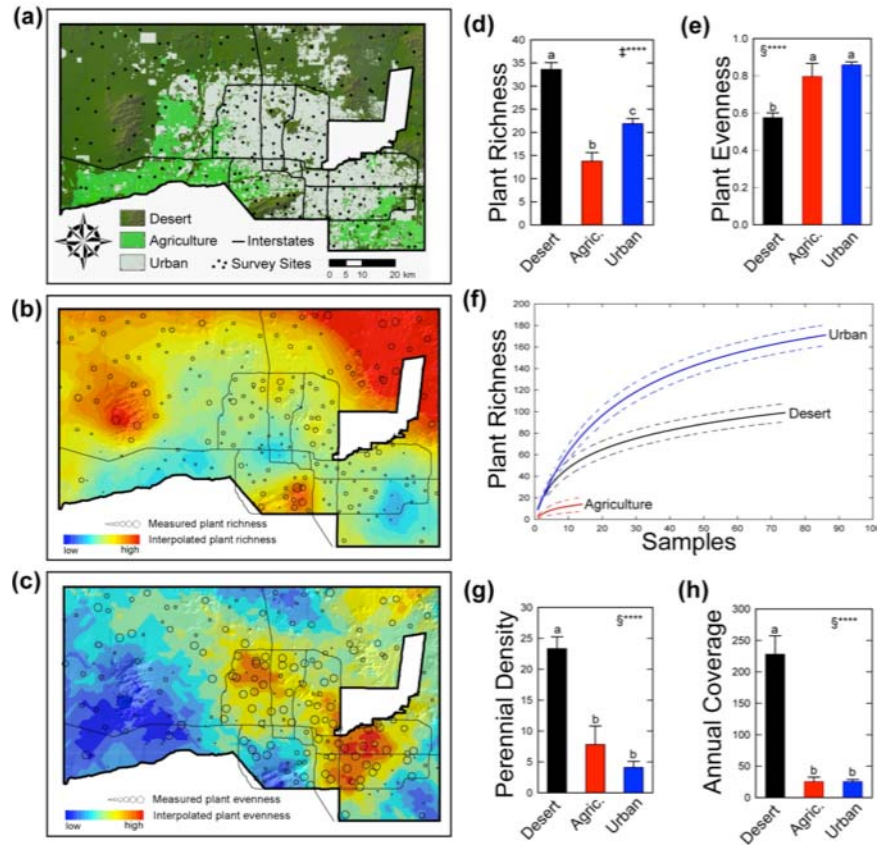 (a)
Desert
Agriculture
Interstates
Urban
Survey Sites
0 5 10 20 km
(b)
Measured plant richness
Interpolated plant richness
low high
(c)
Measured plant evenness
Interpolated plant evenness
low high
(d)
Plant Richness
40
35
30
25
20
15
10
5
0
‡****
a
b
c
Desert
Agric.
Urban
(e)
Plant Evenness
1.0
0.8
0.6
0.4
0.2
0.0
§****
b
a
a
Desert
Agric.
Urban
(f)
Plant Richness
200
180
160
140
120
100
80
60
40
20
0
Urban
Desert
Agriculture
0 10 20 30 40 50 60 70 80 90 100
Samples
(g)
Perennial Density
30
25
20
15
10
5
0
§****
a
b
b
Desert
Agric.
Urban
(h)
Annual Coverage
300
250
200
150
100
50
0
§****
a
b
b
Desert
Agric.
Urban